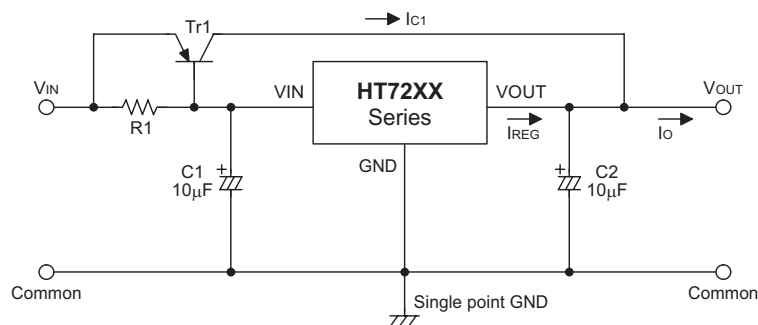 Tr1
IC1
VIN
R1
VIN
HT72XX
Series
VOUT
IREG
IO
VOUT
GND
C1
10μF
+
C2
10μF
+
Common
Single point GND
Common